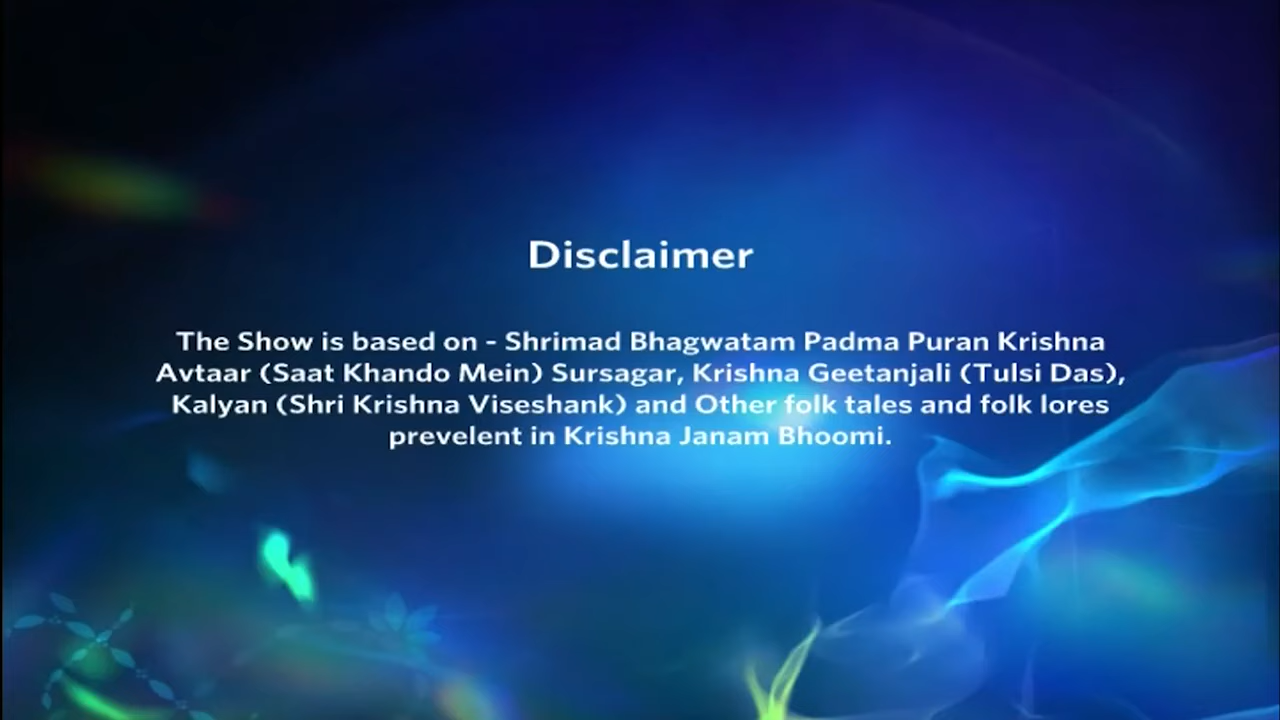 Disclaimer
The Show is based on - Shrimad Bhagwatam Padma Puran Krishna
Avtaar (Saat Khando Mein) Sursagar, Krishna Geetanjali (Tulsi Das),
Kalyan (Shri Krishna Viseshank) and Other folk tales and folk lores
prevelent in Krishna Janam Bhoomi.